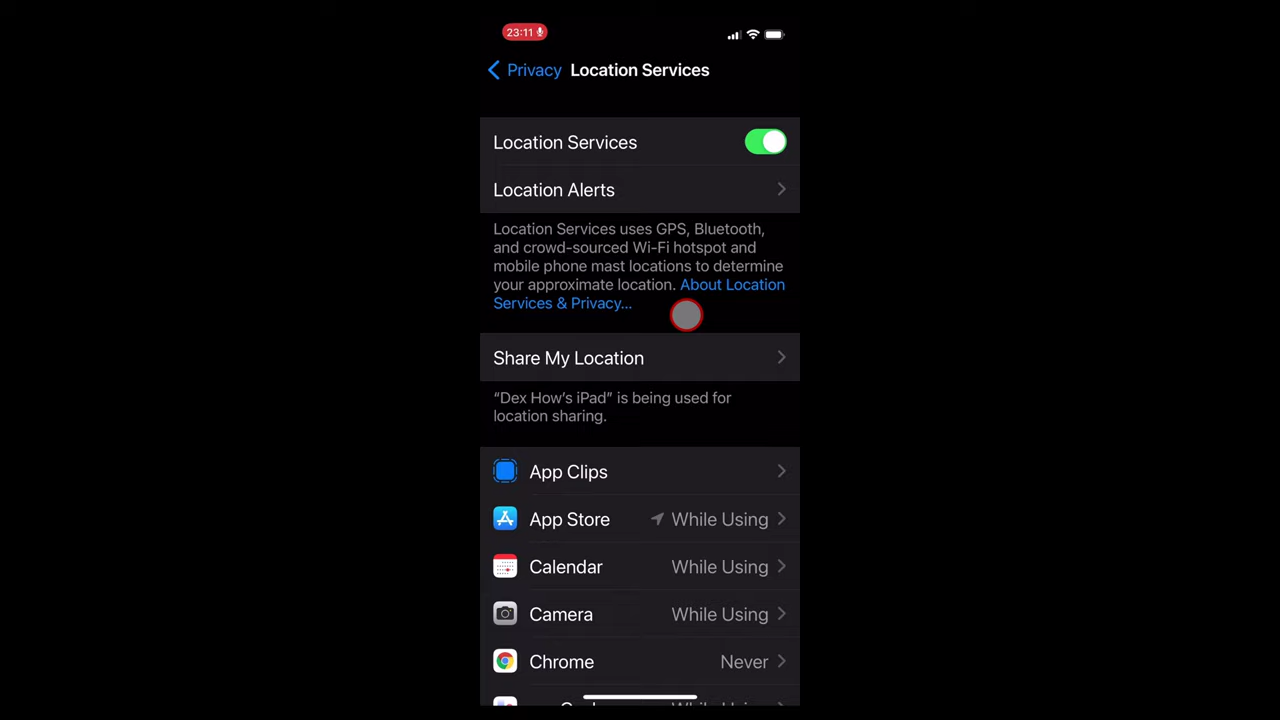 23:11
Privacy Location Services
Location Services
Location Alerts
Location Services uses GPS, Bluetooth,
and crowd-sourced Wi-Fi hotspot and
mobile phone mast locations to determine
your approximate location. About Location
Services & Privacy...
Share My Location
“Dex How’s iPad” is being used for
location sharing.
App Clips
App Store While Using
Calendar While Using
Camera While Using
Chrome Never